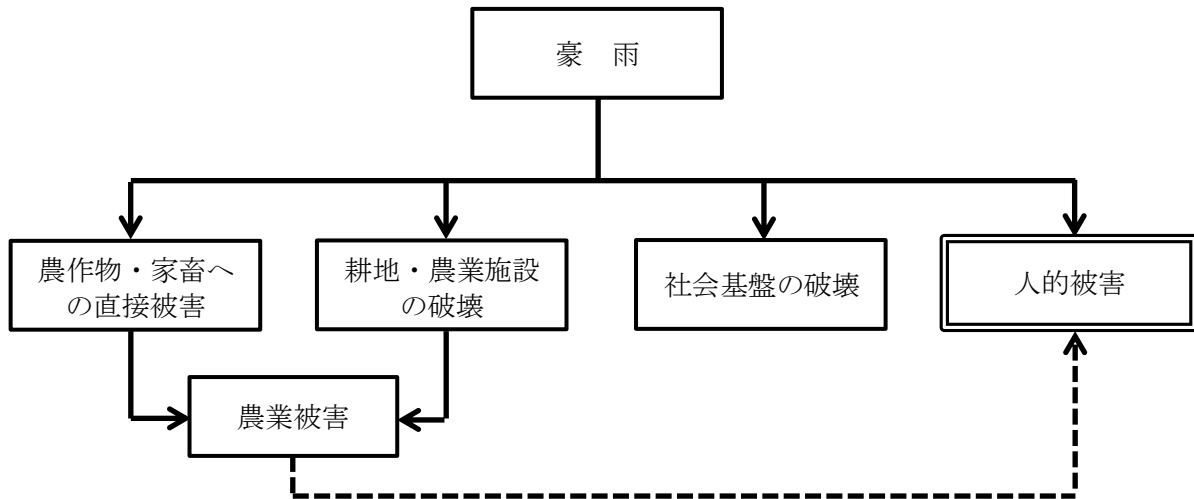 豪　雨
農作物・家畜へ
の直接被害
耕地・農業施設
の破壊
社会基盤の破壊
人的被害
農業被害